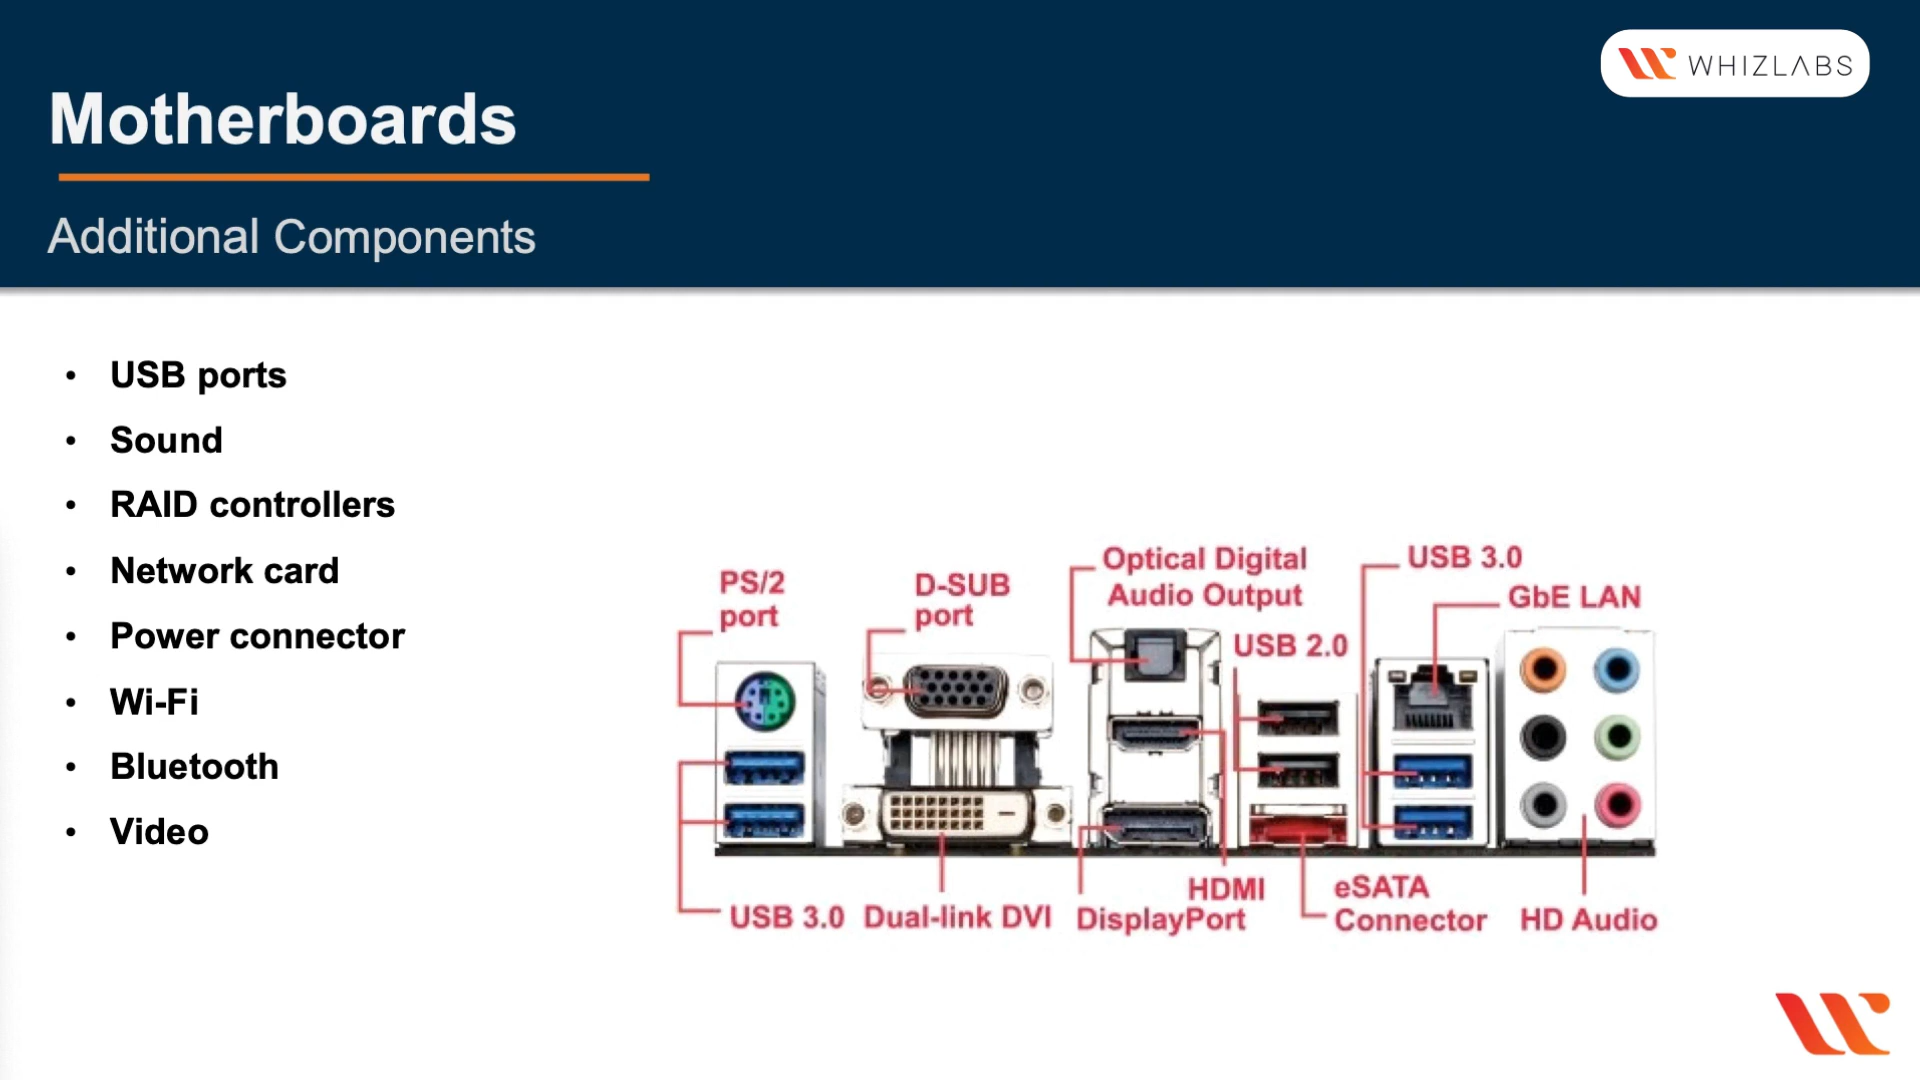 WHIZLABS
Motherboards
Additional Components
• USB ports
• Sound
• RAID controllers
• Network card
• Power connector
• Wi-Fi
• Bluetooth
• Video
PS/2
port
D-SUB
port
Optical Digital
Audio Output
USB 2.0
USB 3.0
GbE LAN
USB 3.0
Dual-link DVI
DisplayPort
HDMI
eSATA
Connector
HD Audio